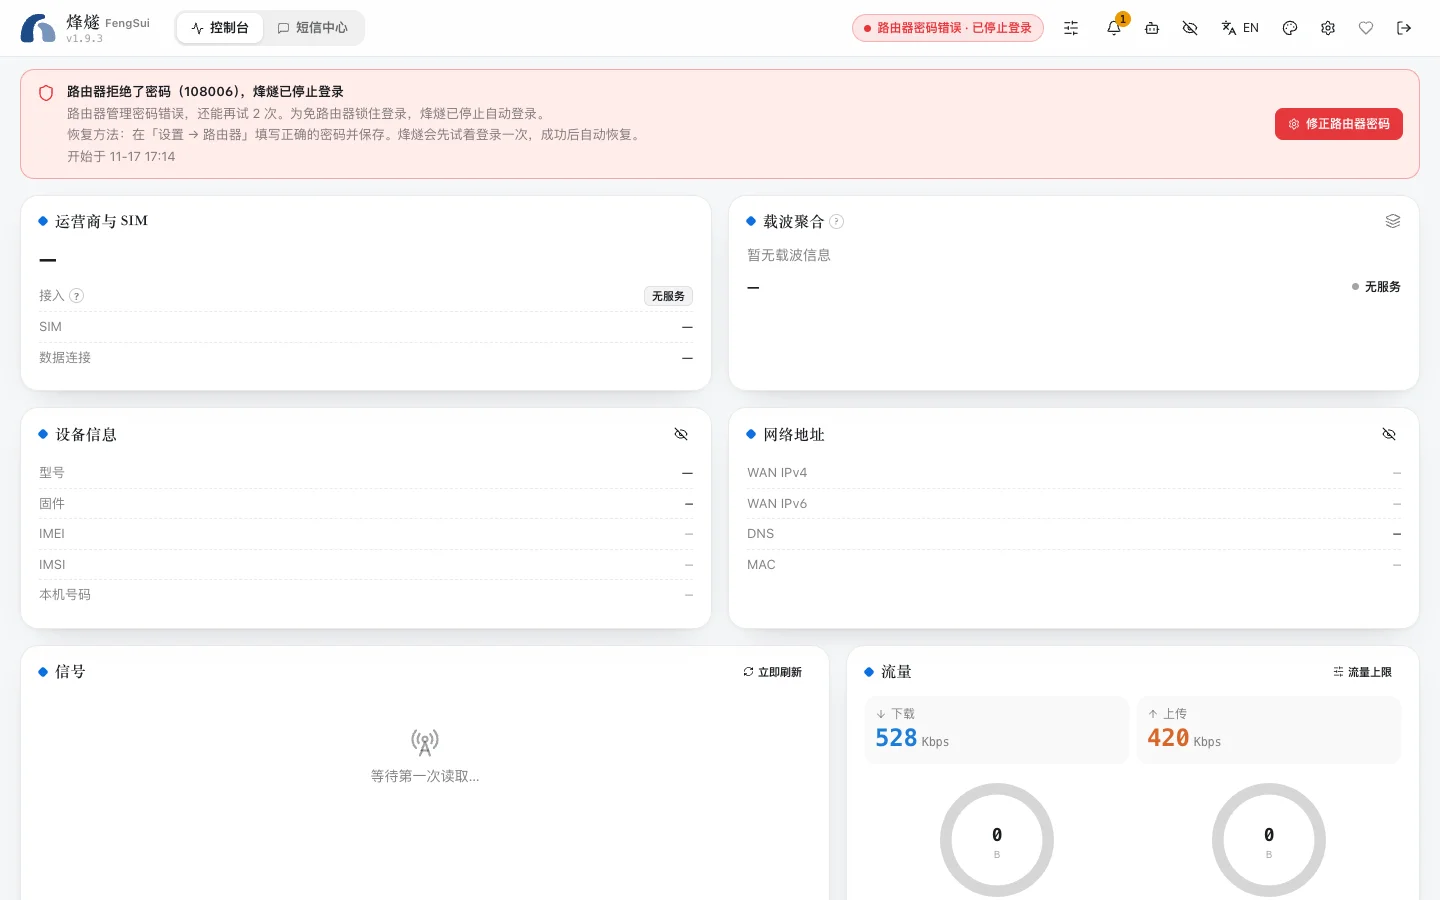 烽燧 FengSui
v1.9.3
控制台
短信中心
路由器密码错误 · 已停止登录
1
EN
路由器拒绝了密码（108006），烽燧已停止登录
路由器管理密码错误，还能再试 2 次。为免路由器锁住登录，烽燧已停止自动登录。
恢复方法：在「设置 → 路由器」填写正确的密码并保存。烽燧会先试着登录一次，成功后自动恢复。
开始于 11-17 17:14
修正路由器密码
运营商与 SIM
—
接入 ?
无服务
SIM —
数据连接 —
载波聚合 ?
暂无载波信息
—
无服务
设备信息
型号 —
固件 —
IMEI —
IMSI —
本机号码 —
网络地址
WAN IPv4 —
WAN IPv6 —
DNS —
MAC —
信号
立即刷新
等待第一次读取...
流量
流量上限
↓ 下载
528 Kbps
↑ 上传
420 Kbps
0
B
0
B